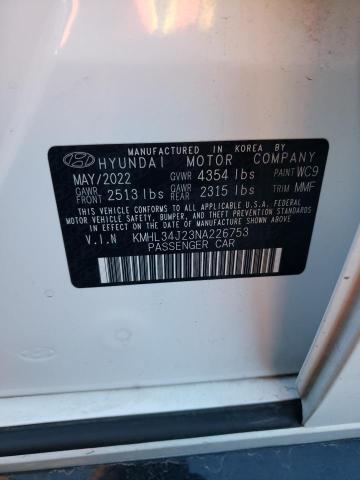 MANUFACTURED IN KOREA BY
HYUNDAI MOTOR COMPANY
MAY/2022 GVWR 4354 lbs PAINT WC9
GAWR FRONT 2513 lbs GAWR REAR 2315 lbs TRIM MMF
THIS VEHICLE CONFORMS TO ALL APPLICABLE U.S.A. FEDERAL
MOTOR VEHICLE SAFETY, BUMPER, AND THEFT PREVENTION STANDARDS
IN EFFECT ON THE DATE OF MANUFACTURE SHOWN ABOVE.
V.I.N KMHL34J23NA226753
PASSENGER CAR